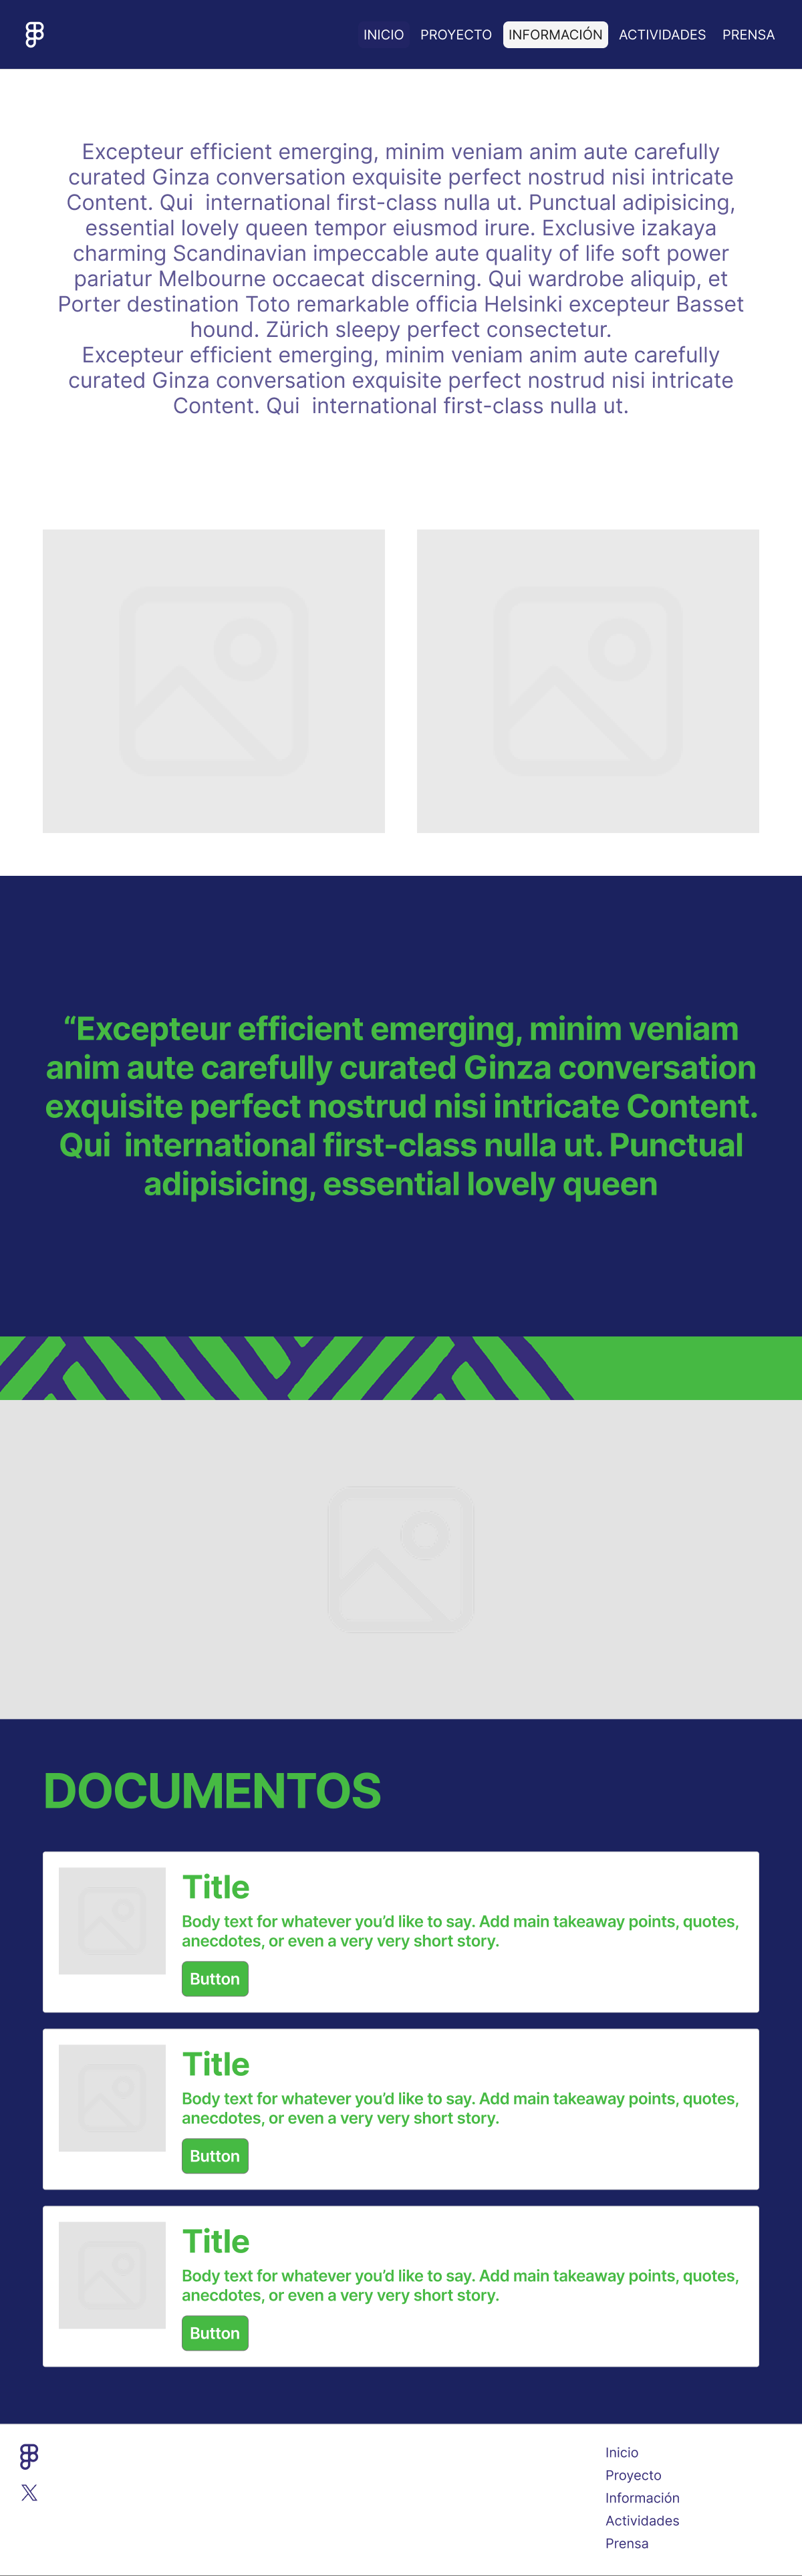 INICIO PROYECTO INFORMACIÓN ACTIVIDADES PRENSA
Excepteur efficient emerging, minim veniam anim aute carefully
curated Ginza conversation exquisite perfect nostrud nisi intricate
Content. Qui  international first-class nulla ut. Punctual adipisicing,
essential lovely queen tempor eiusmod irure. Exclusive izakaya
charming Scandinavian impeccable aute quality of life soft power
pariatur Melbourne occaecat discerning. Qui wardrobe aliquip, et
Porter destination Toto remarkable officia Helsinki excepteur Basset
hound. Zürich sleepy perfect consectetur.
Excepteur efficient emerging, minim veniam anim aute carefully
curated Ginza conversation exquisite perfect nostrud nisi intricate
Content. Qui  international first-class nulla ut.
“Excepteur efficient emerging, minim veniam
anim aute carefully curated Ginza conversation
exquisite perfect nostrud nisi intricate Content.
Qui  international first-class nulla ut. Punctual
adipisicing, essential lovely queen
DOCUMENTOS
Title
Body text for whatever you’d like to say. Add main takeaway points, quotes,
anecdotes, or even a very very short story.
Button
Title
Body text for whatever you’d like to say. Add main takeaway points, quotes,
anecdotes, or even a very very short story.
Button
Title
Body text for whatever you’d like to say. Add main takeaway points, quotes,
anecdotes, or even a very very short story.
Button
Inicio
Proyecto
Información
Actividades
Prensa